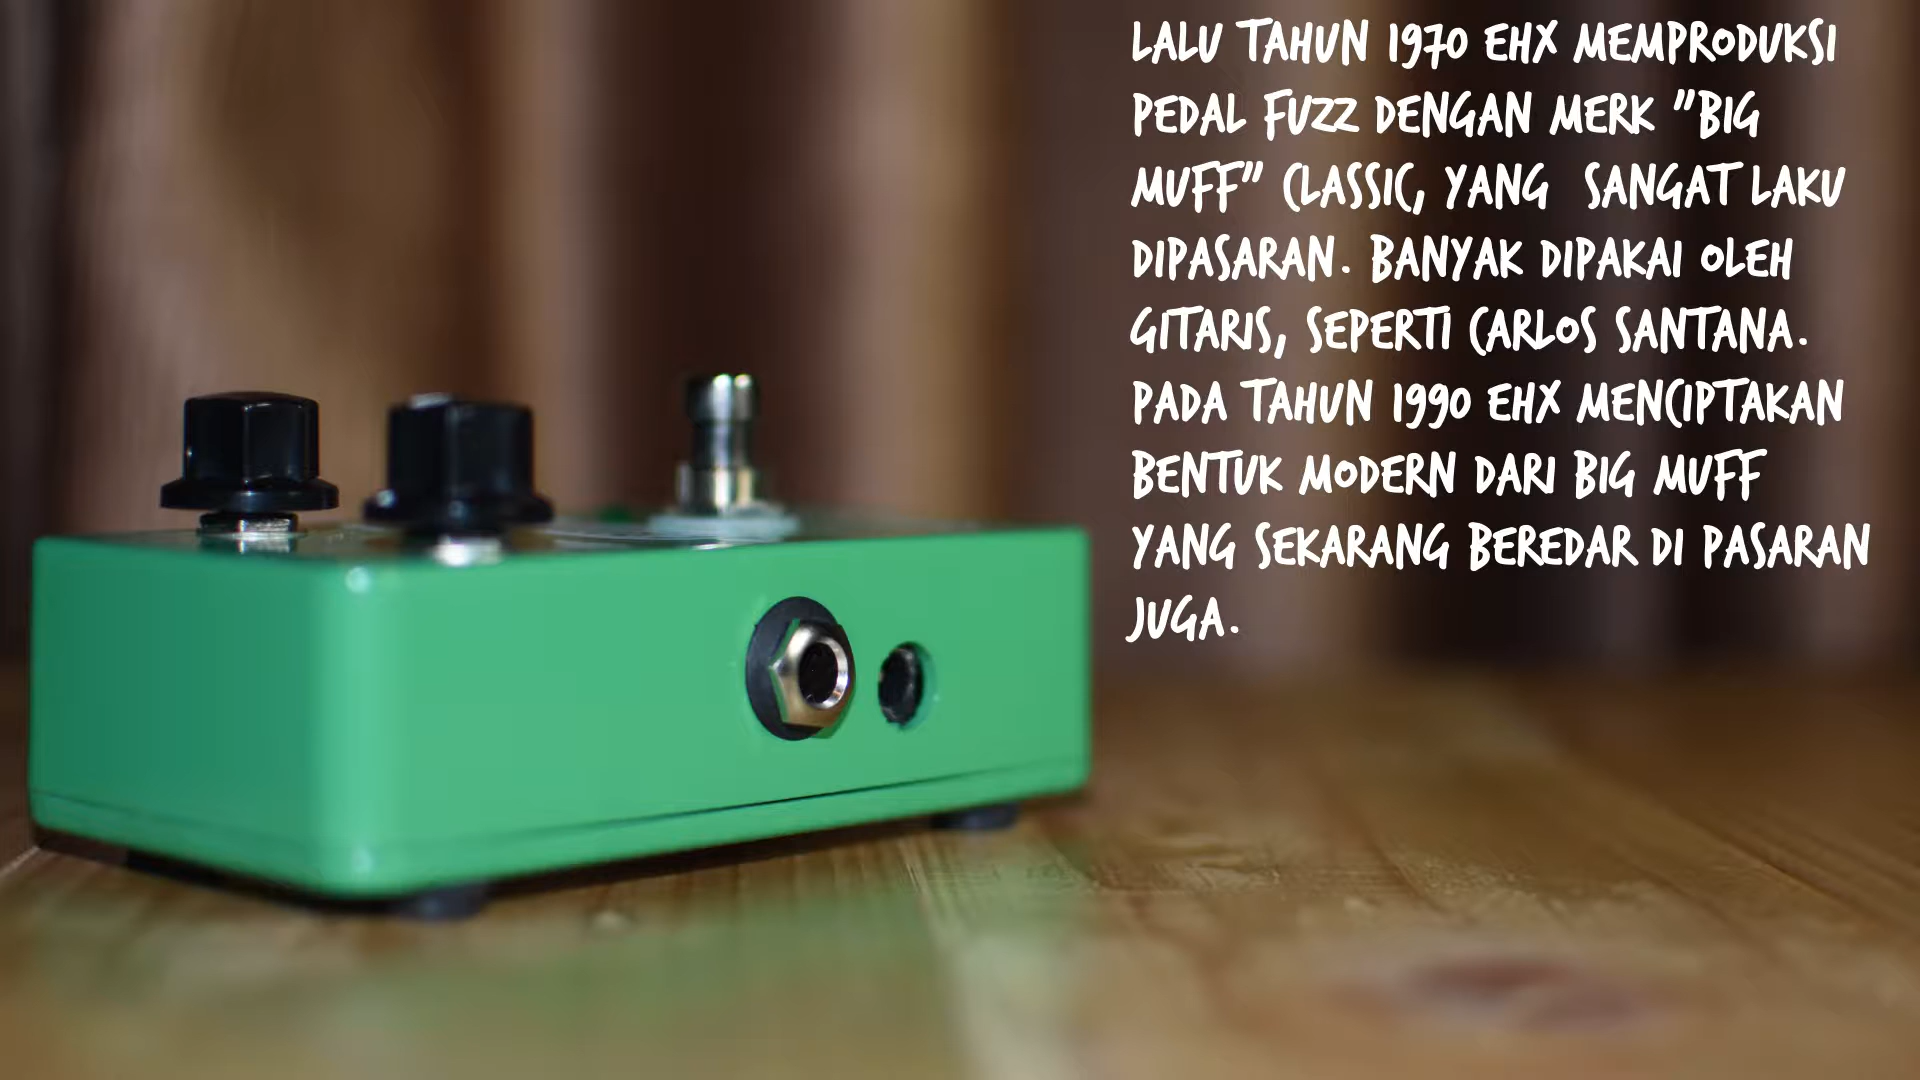 LALU TAHUN 1970 EHX MEMPRODUKSI
PEDAL FUZZ DENGAN MERK "BIG
MUFF" CLASSIC, YANG SANGAT LAKU
DIPASARAN. BANYAK DIPAKAI OLEH
GITARIS, SEPERTI CARLOS SANTANA.
PADA TAHUN 1990 EHX MENCIPTAKAN
BENTUK MODERN DARI BIG MUFF
YANG SEKARANG BEREDAR DI PASARAN
JUGA.